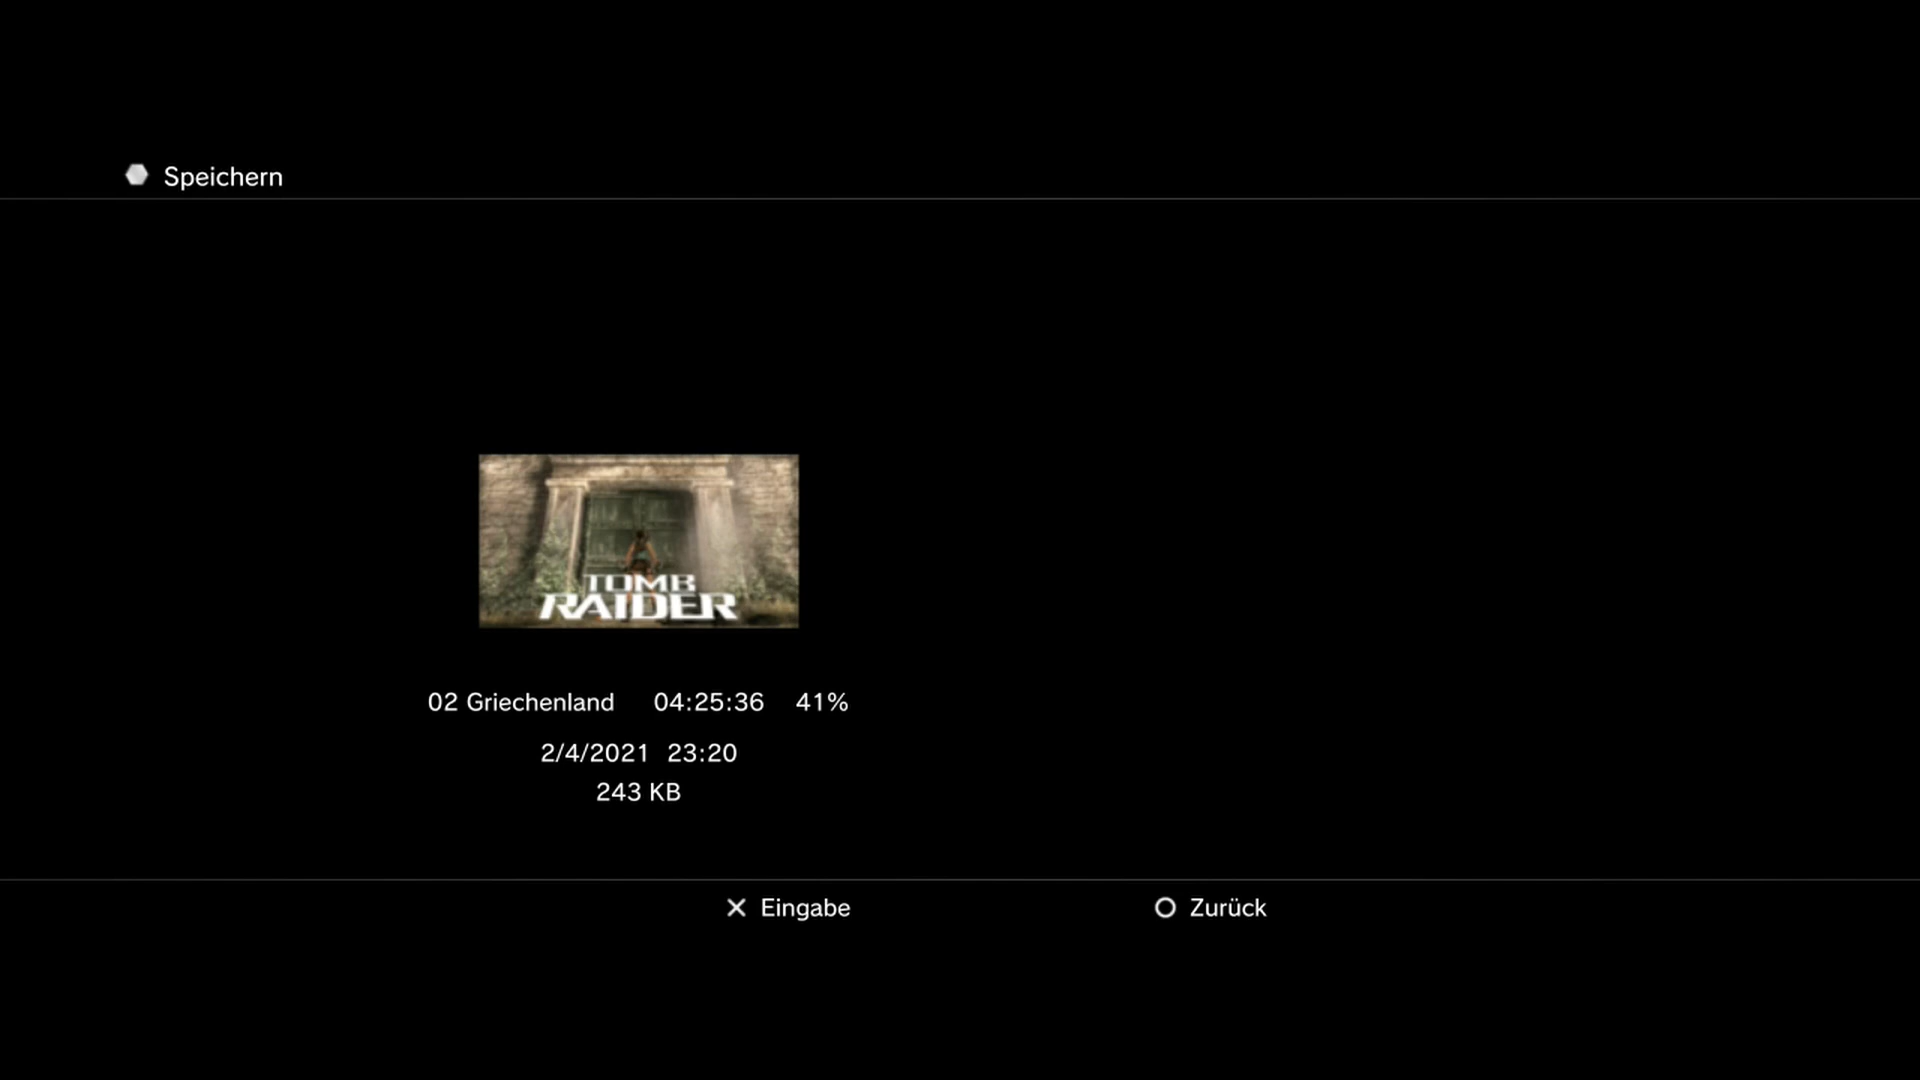 Speichern
TOMB
RAIDER
02 Griechenland 04:25:36 41%
2/4/2021 23:20
243 KB
Eingabe Zurück